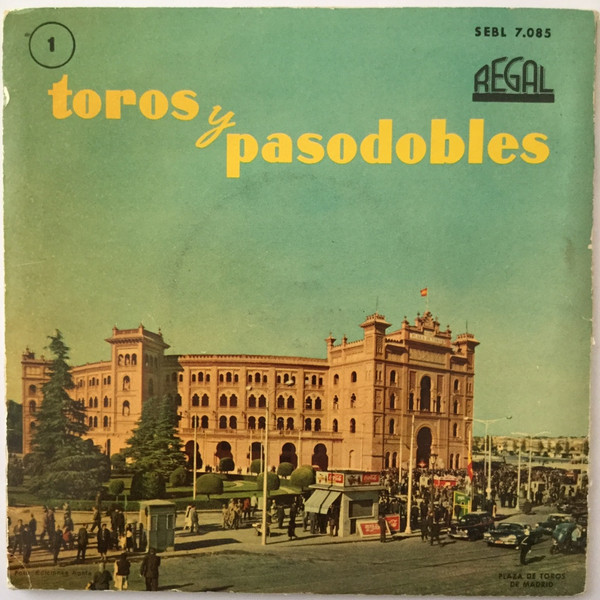 1
SEBL 7.085
REGAL
toros
y
pasodobles
PLAZA DE TOROS
DE MADRID